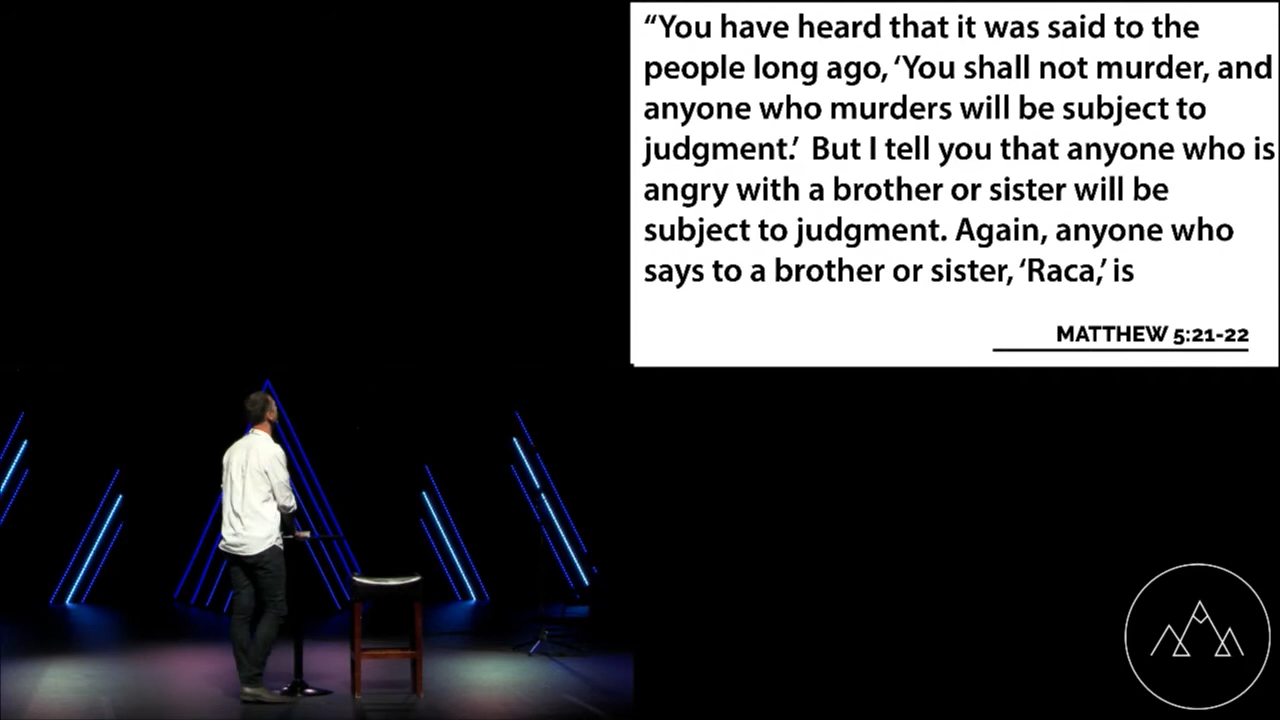 “You have heard that it was said to the
people long ago, ‘You shall not murder, and
anyone who murders will be subject to
judgment.’  But I tell you that anyone who is
angry with a brother or sister will be
subject to judgment. Again, anyone who
says to a brother or sister, ‘Raca,’ is
MATTHEW 5:21-22